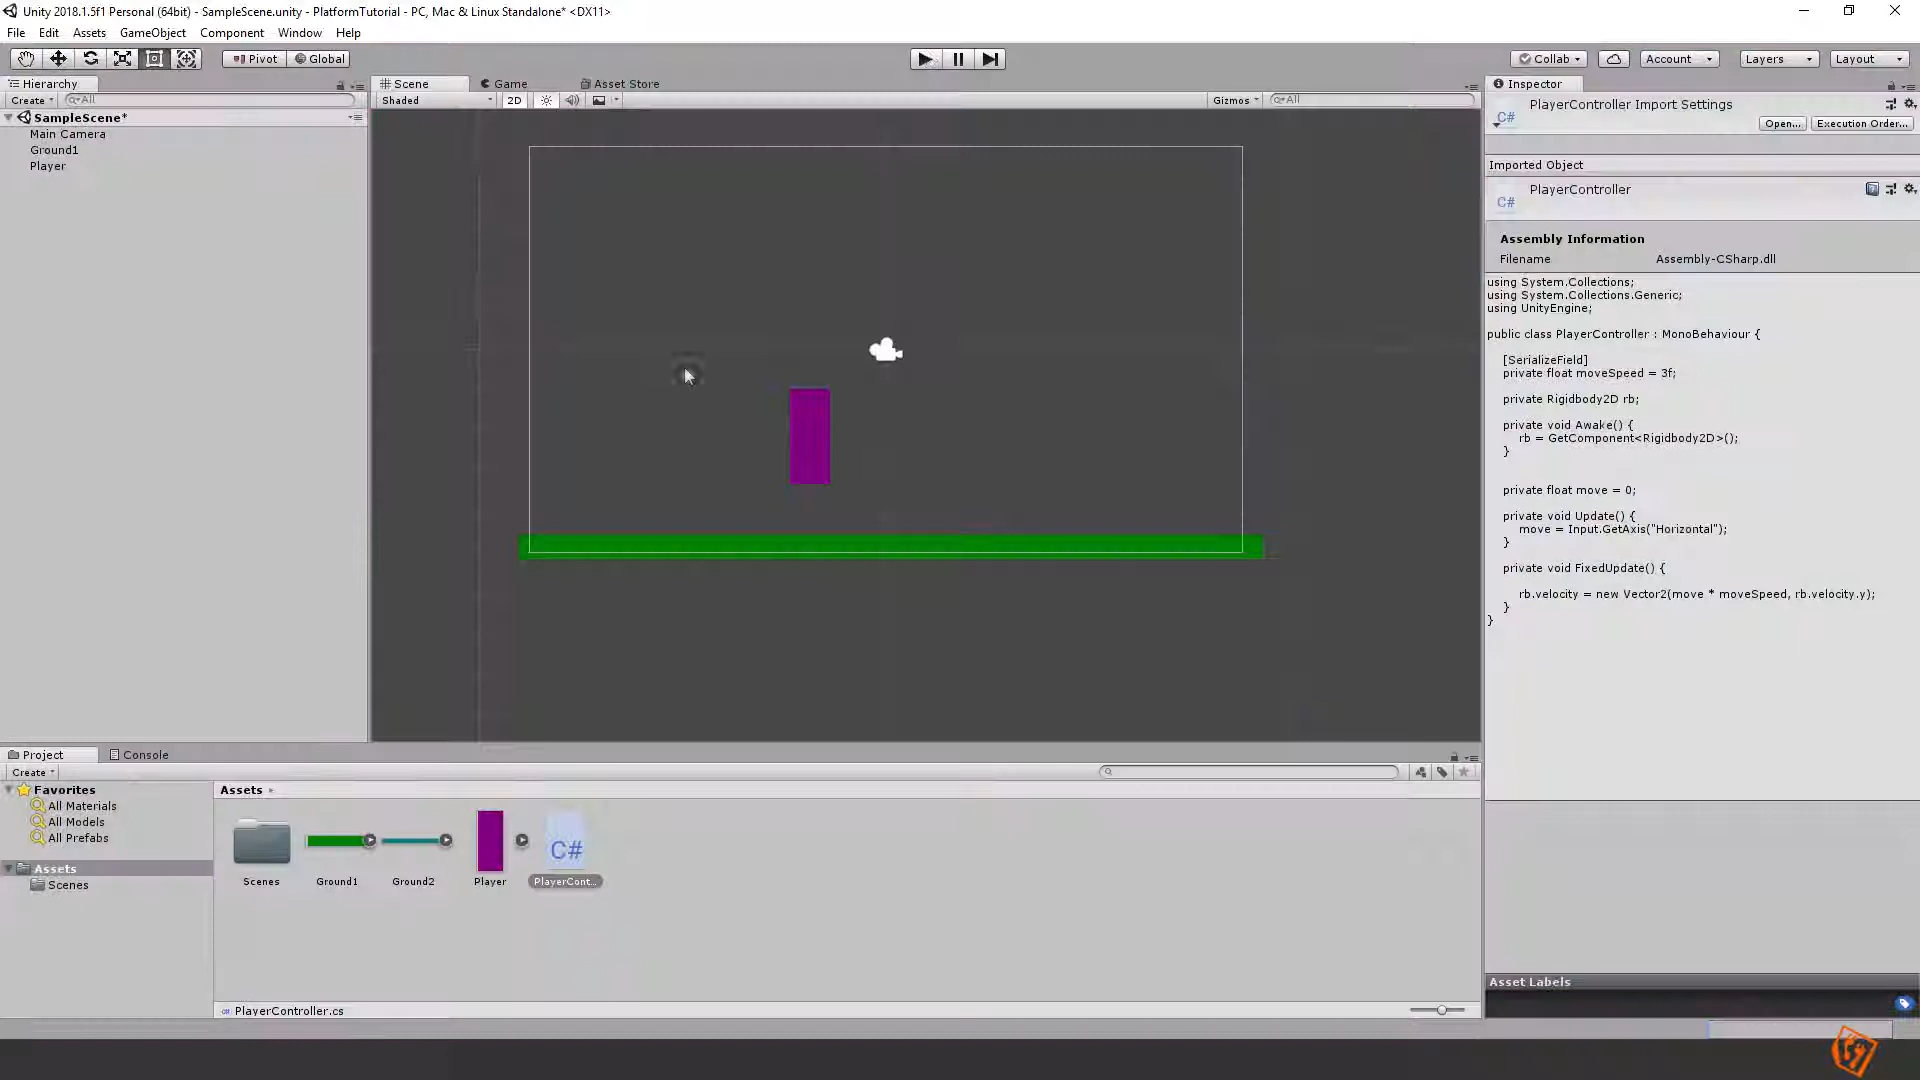 Unity 2018.1.5f1 Personal (64bit) - SampleScene.unity - PlatformTutorial - PC, Mac & Linux Standalone* <DX11>
File Edit Assets GameObject Component Window Help
Pivot Global Collab Account Layers Layout
Hierarchy
Create All
SampleScene*
Main Camera
Ground1
Player
Scene Game Asset Store
Shaded 2D Gizmos All
Inspector
PlayerController Import Settings
C# Open... Execution Order...
Imported Object
PlayerController
C#
Assembly Information
Filename Assembly-CSharp.dll
using System.Collections;
using System.Collections.Generic;
using UnityEngine;
public class PlayerController : MonoBehaviour {
[SerializeField]
private float moveSpeed = 3f;
private Rigidbody2D rb;
private void Awake() {
rb = GetComponent<Rigidbody2D>();
}
private float move = 0;
private void Update() {
move = Input.GetAxis("Horizontal");
}
private void FixedUpdate() {
rb.velocity = new Vector2(move * moveSpeed, rb.velocity.y);
}
}
Project Console
Create
Favorites
All Materials
All Models
All Prefabs
Assets
Scenes
Assets
C#
Scenes Ground1 Ground2 Player PlayerCont...
PlayerController.cs
Asset Labels